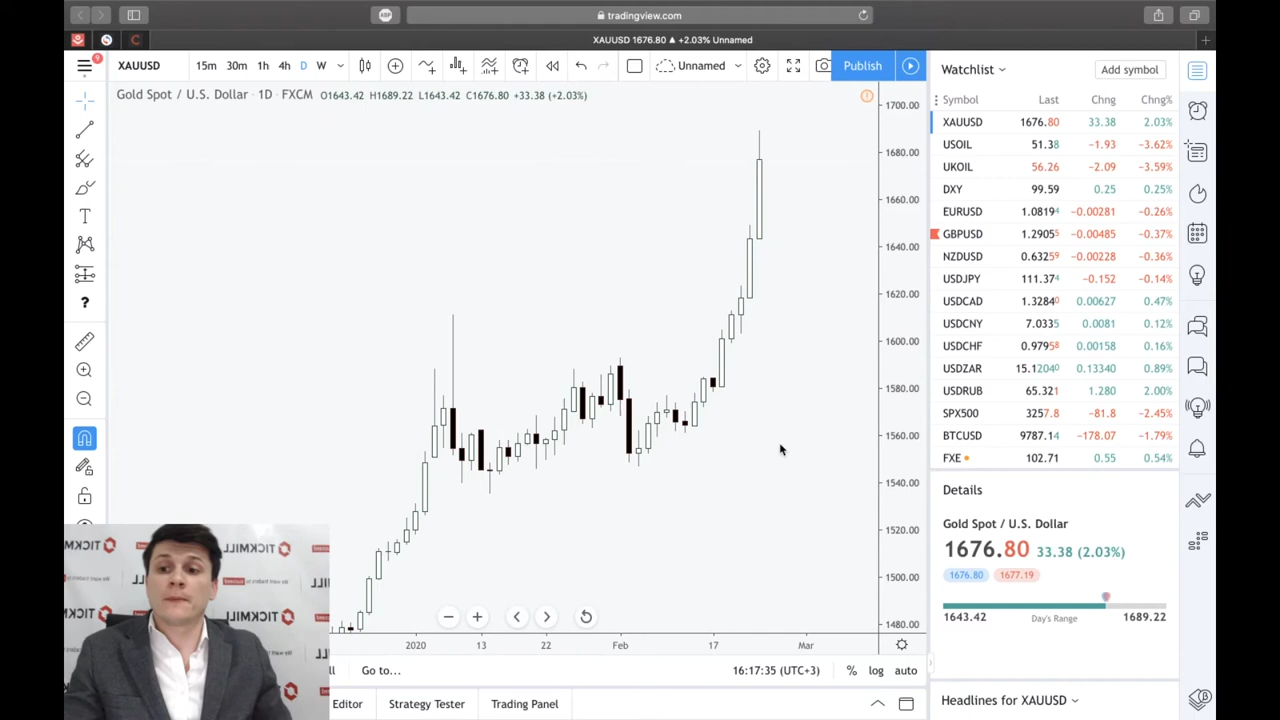 ABP
tradingview.com
XAUUSD 1676.80 ▲ +2.03% Unnamed
9
XAUUSD 15m 30m 1h 4h D W Unnamed Publish
Gold Spot / U.S. Dollar · 1D · FXCM O1643.42 H1689.22 L1643.42 C1676.80 +33.38 (+2.03%)
1700.00
1680.00
1660.00
1640.00
1620.00
1600.00
1580.00
1560.00
1540.00
1520.00
1500.00
1480.00
2020 13 22 Feb 17 Mar
Go to... 16:17:35 (UTC+3) % log auto
Editor Strategy Tester Trading Panel
Watchlist Add symbol
Symbol Last Chng Chng%
XAUUSD 1676.80 33.38 2.03%
USOIL 51.38 −1.93 −3.62%
UKOIL 56.26 −2.09 −3.59%
DXY 99.59 0.25 0.25%
EURUSD 1.08194 −0.00281 −0.26%
GBPUSD 1.29055 −0.00485 −0.37%
NZDUSD 0.63259 −0.00228 −0.36%
USDJPY 111.374 −0.152 −0.14%
USDCAD 1.32840 0.00627 0.47%
USDCNY 7.0335 0.0081 0.12%
USDCHF 0.97958 0.00158 0.16%
USDZAR 15.12040 0.13340 0.89%
USDRUB 65.321 1.280 2.00%
SPX500 3257.8 −81.8 −2.45%
BTCUSD 9787.14 −178.07 −1.79%
FXE 102.71 0.55 0.54%
Details
Gold Spot / U.S. Dollar
1676.80 33.38 (2.03%)
1676.80 1677.19
1643.42 Day's Range 1689.22
Headlines for XAUUSD
TICKMILL
TICKMILL